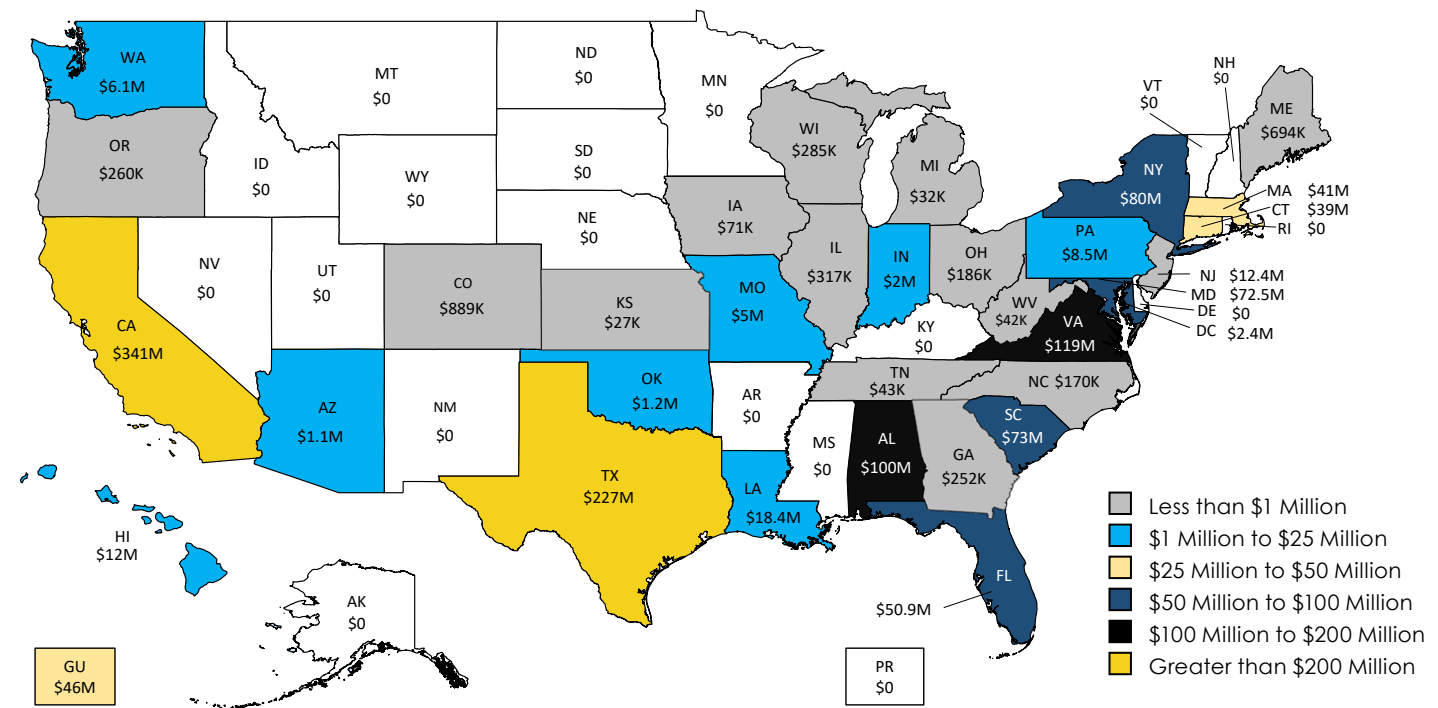 WA
$6.1M
OR
$260K
CA
$341M
NV
$0
ID
$0
MT
$0
WY
$0
UT
$0
AZ
$1.1M
CO
$889K
NM
$0
ND
$0
SD
$0
NE
$0
KS
$27K
OK
$1.2M
TX
$227M
MN
$0
IA
$71K
MO
$5M
AR
$0
LA
$18.4M
WI
$285K
IL
$317K
MI
$32K
IN
$2M
OH
$186K
KY
$0
TN
$43K
MS
$0
AL
$100M
GA
$252K
FL
$50.9M
SC
$73M
NC $170K
WV
$42K
VA
$119M
PA
$8.5M
NY
$80M
VT
$0
NH
$0
ME
$694K
MA $41M
CT $39M
RI $0
NJ $12.4M
MD $72.5M
DE $0
DC $2.4M
HI
$12M
AK
$0
GU
$46M
PR
$0
Less than $1 Million
$1 Million to $25 Million
$25 Million to $50 Million
$50 Million to $100 Million
$100 Million to $200 Million
Greater than $200 Million